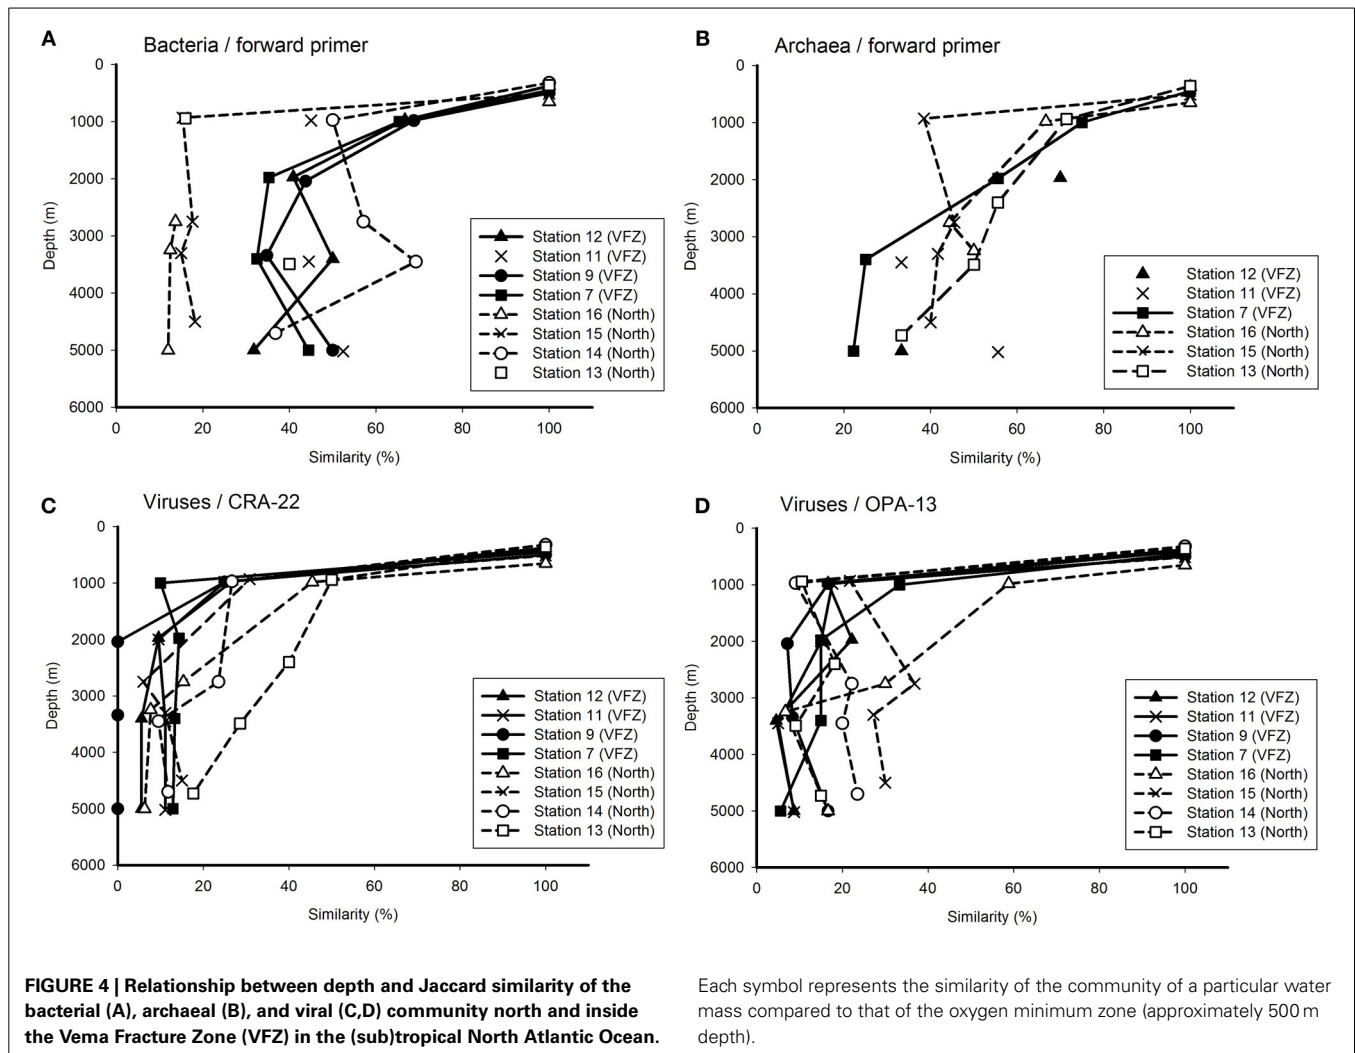 A
Bacteria / forward primer
0
1000
2000
3000
4000
5000
6000
Depth (m)
0 20 40 60 80 100
Similarity (%)
Station 12 (VFZ)
Station 11 (VFZ)
Station 9 (VFZ)
Station 7 (VFZ)
Station 16 (North)
Station 15 (North)
Station 14 (North)
Station 13 (North)
B
Archaea / forward primer
0
1000
2000
3000
4000
5000
6000
Depth (m)
0 20 40 60 80 100
Similarity (%)
Station 12 (VFZ)
Station 11 (VFZ)
Station 7 (VFZ)
Station 16 (North)
Station 15 (North)
Station 13 (North)
C
Viruses / CRA-22
0
1000
2000
3000
4000
5000
6000
Depth (m)
0 20 40 60 80 100
Similarity (%)
Station 12 (VFZ)
Station 11 (VFZ)
Station 9 (VFZ)
Station 7 (VFZ)
Station 16 (North)
Station 15 (North)
Station 14 (North)
Station 13 (North)
D
Viruses / OPA-13
0
1000
2000
3000
4000
5000
6000
Depth (m)
0 20 40 60 80 100
Similarity (%)
Station 12 (VFZ)
Station 11 (VFZ)
Station 9 (VFZ)
Station 7 (VFZ)
Station 16 (North)
Station 15 (North)
Station 14 (North)
Station 13 (North)
FIGURE 4 | Relationship between depth and Jaccard similarity of the
bacterial (A), archaeal (B), and viral (C,D) community north and inside
the Vema Fracture Zone (VFZ) in the (sub)tropical North Atlantic Ocean.
Each symbol represents the similarity of the community of a particular water
mass compared to that of the oxygen minimum zone (approximately 500 m
depth).